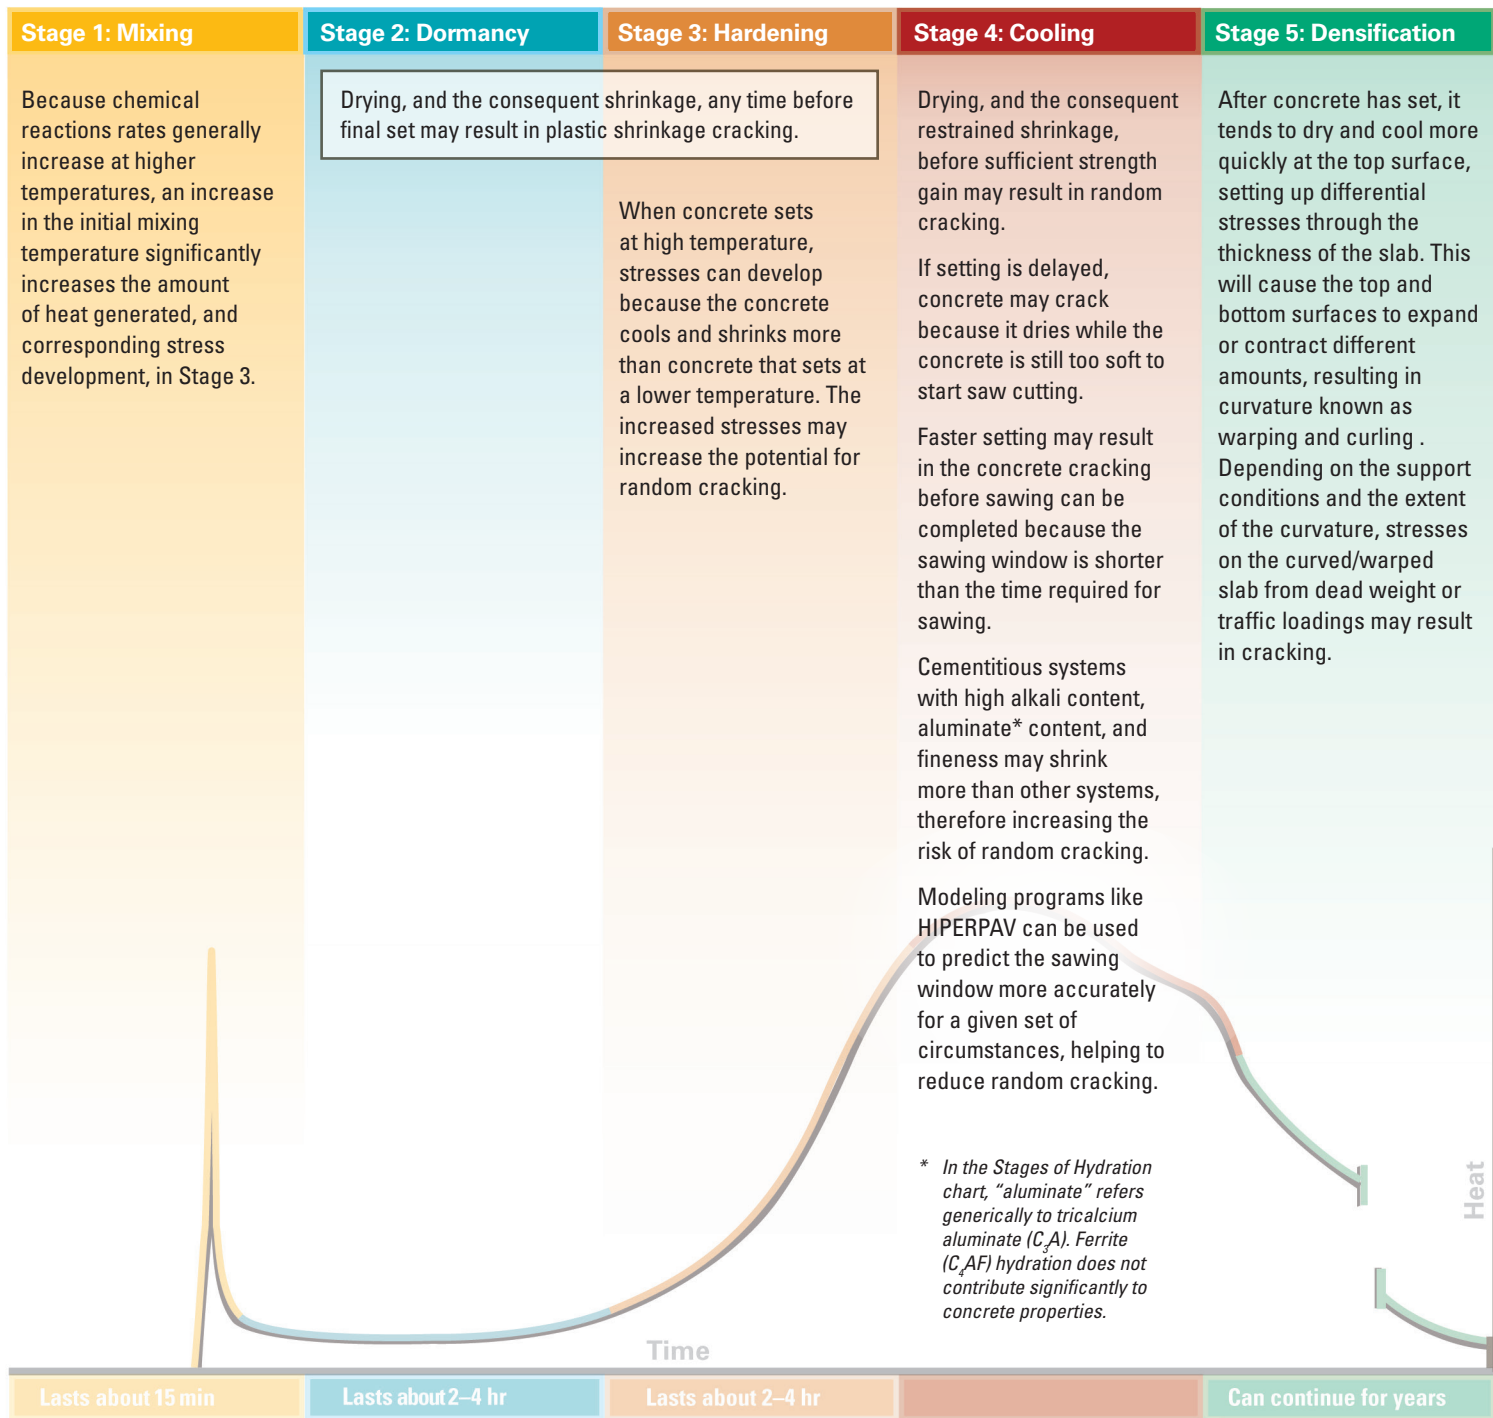 Stage 1: Mixing
Because chemical
reactions rates generally
increase at higher
temperatures, an increase
in the initial mixing
temperature significantly
increases the amount
of heat generated, and
corresponding stress
development, in Stage 3.
Stage 2: Dormancy
Stage 3: Hardening
Drying, and the consequent shrinkage, any time before
final set may result in plastic shrinkage cracking.
When concrete sets
at high temperature,
stresses can develop
because the concrete
cools and shrinks more
than concrete that sets at
a lower temperature. The
increased stresses may
increase the potential for
random cracking.
Stage 4: Cooling
Drying, and the consequent
restrained shrinkage,
before sufficient strength
gain may result in random
cracking.
If setting is delayed,
concrete may crack
because it dries while the
concrete is still too soft to
start saw cutting.
Faster setting may result
in the concrete cracking
before sawing can be
completed because the
sawing window is shorter
than the time required for
sawing.
Cementitious systems
with high alkali content,
aluminate* content, and
fineness may shrink
more than other systems,
therefore increasing the
risk of random cracking.
Modeling programs like
HIPERPAV can be used
to predict the sawing
window more accurately
for a given set of
circumstances, helping to
reduce random cracking.
* In the Stages of Hydration
chart, “aluminate” refers
generically to tricalcium
aluminate (C3A). Ferrite
(C4AF) hydration does not
contribute significantly to
concrete properties.
Stage 5: Densification
After concrete has set, it
tends to dry and cool more
quickly at the top surface,
setting up differential
stresses through the
thickness of the slab. This
will cause the top and
bottom surfaces to expand
or contract different
amounts, resulting in
curvature known as
warping and curling .
Depending on the support
conditions and the extent
of the curvature, stresses
on the curved/warped
slab from dead weight or
traffic loadings may result
in cracking.
Heat
Time
Lasts about 15 min
Lasts about 2–4 hr
Lasts about 2–4 hr
Can continue for years